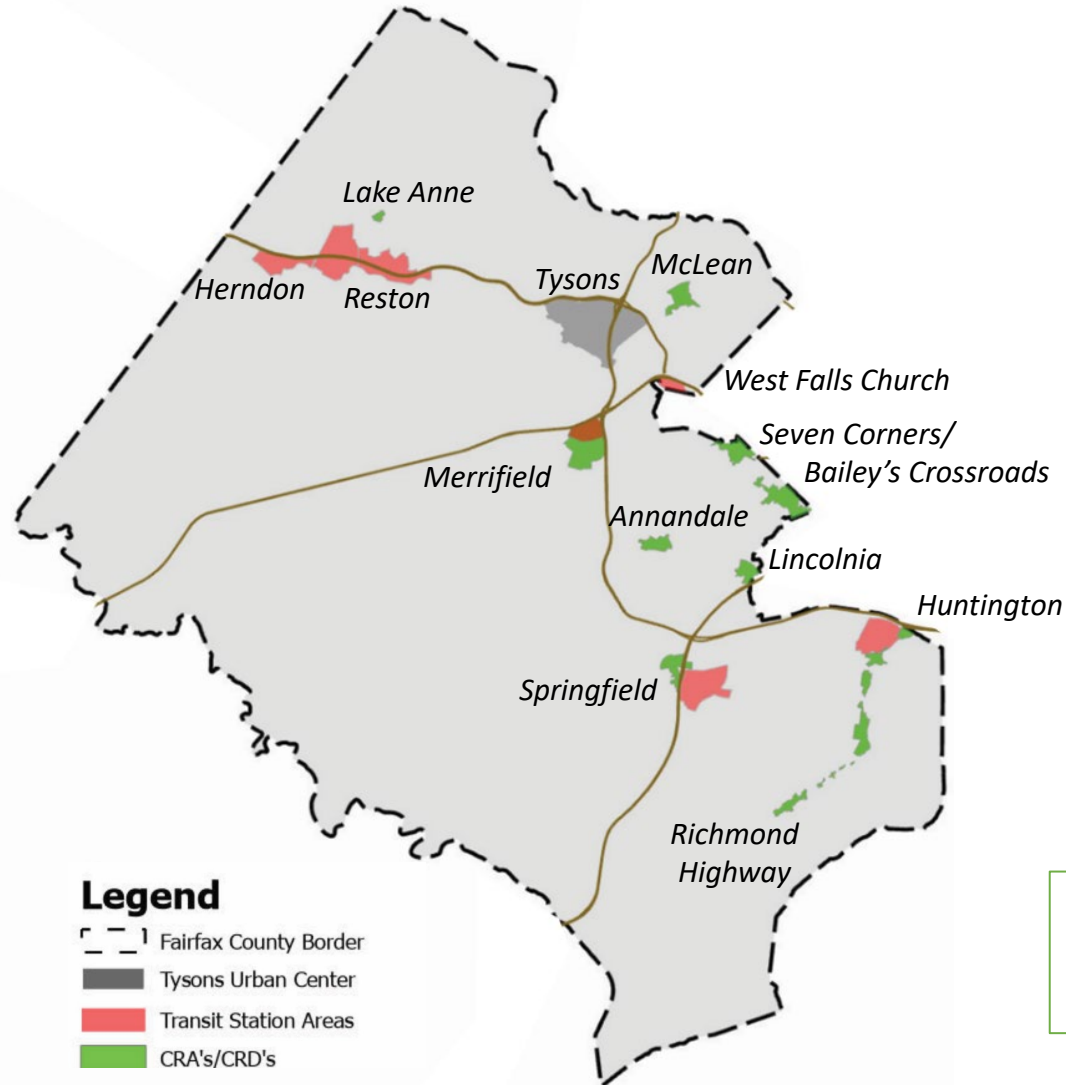 Lake Anne
McLean
Tysons
Herndon
Reston
West Falls Church
Seven Corners/
Bailey's Crossroads
Merrifield
Annandale
Lincolnia
Huntington
Springfield
Richmond
Highway
Legend
Fairfax County Border
Tysons Urban Center
Transit Station Areas
CRA's/CRD's